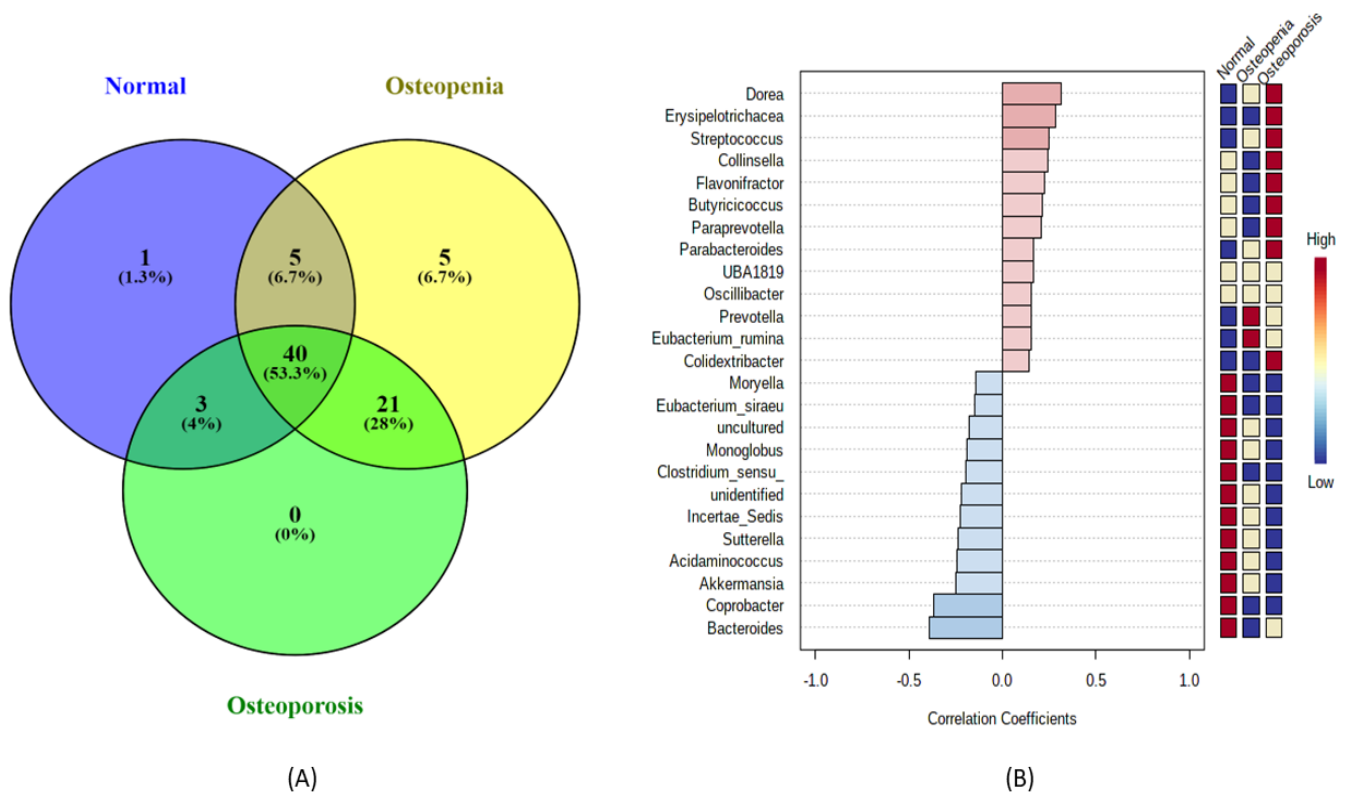 Normal
Osteopenia
1
(1.3%)
5
(6.7%)
5
(6.7%)
40
(53.3%)
3
(4%)
21
(28%)
0
(0%)
Osteoporosis
(A)
Normal
Osteopenia
Osteoporosis
Dorea
Erysipelotrichacea
Streptococcus
Collinsella
Flavonifractor
Butyricicoccus
Paraprevotella
Parabacteroides
UBA1819
Oscillibacter
Prevotella
Eubacterium_rumina
Colidextribacter
Moryella
Eubacterium_siraeu
uncultured
Monoglobus
Clostridium_sensu_
unidentified
Incertae_Sedis
Sutterella
Acidaminococcus
Akkermansia
Coprobacter
Bacteroides
High
Low
-1.0 -0.5 0.0 0.5 1.0
Correlation Coefficients
(B)